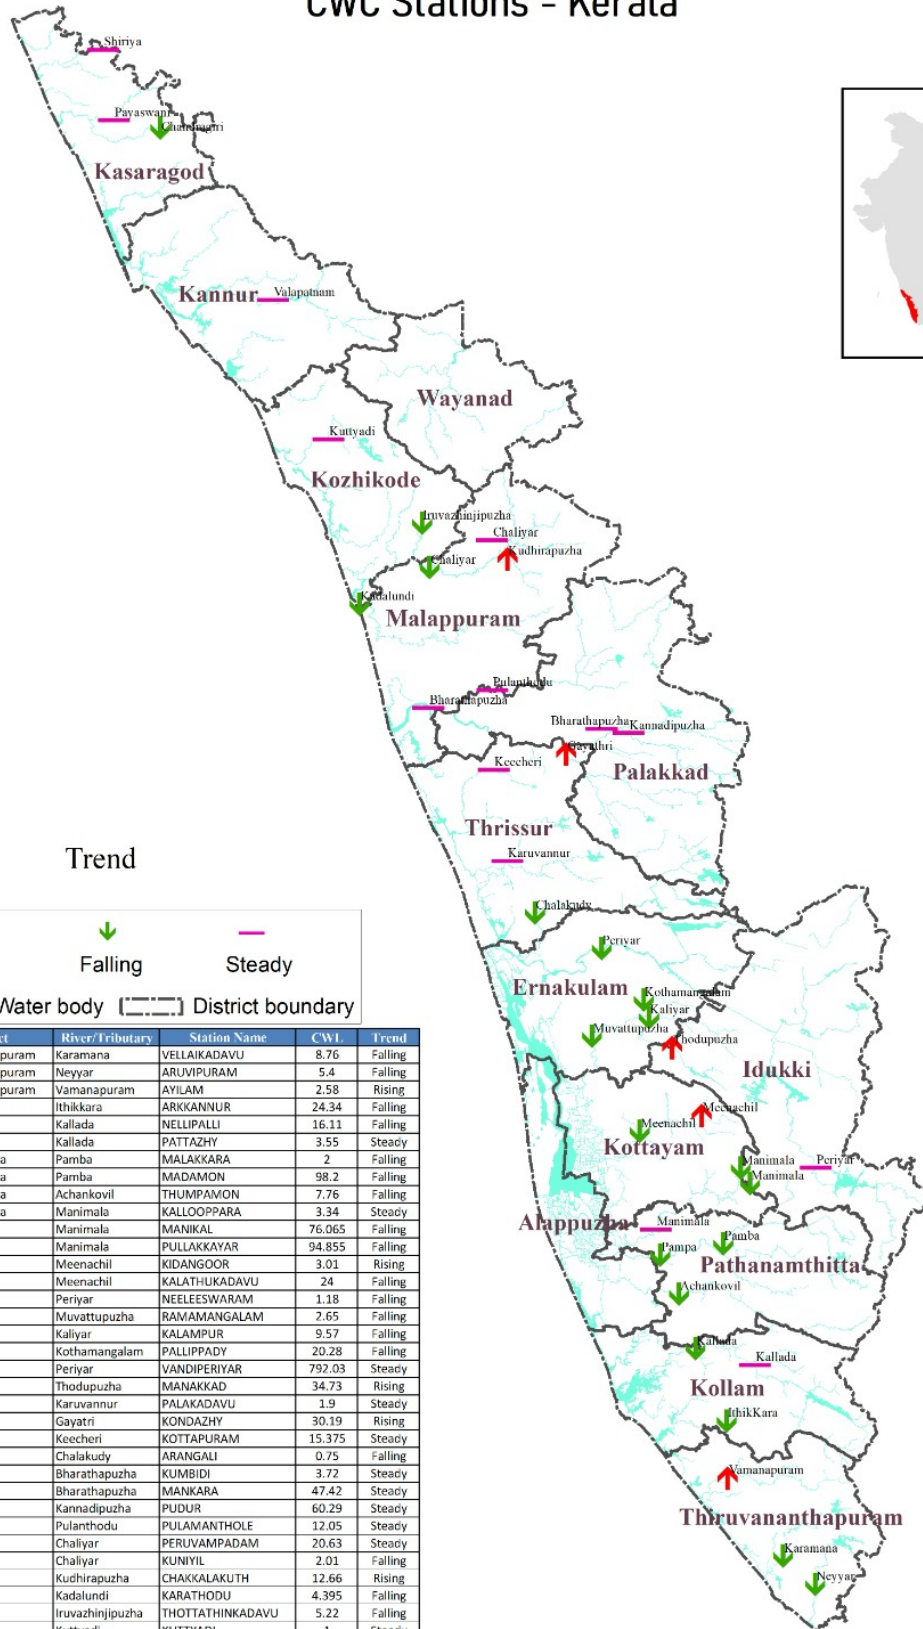 CWC Stations - Kerala
Shiriya
Payaswani
Chandragiri
Kasaragod
Kannur
Valapatnam
Wayanad
Kuttyadi
Kozhikode
Iruvazhinjipuzha
Chaliyar
Kudhirapuzha
Chaliyar
Kadalundi
Malappuram
Pulanthodu
Bharathapuzha
Bharathapuzha
Kannadipuzha
Gayathri
Keecheri
Palakkad
Thrissur
Karuvannur
Trend
Chalakudy
Periyar
Falling
Steady
Ernakulam
Kothamangalam
Kaliyar
Water body
District boundary
Muvattupuzha
Thodupuzha
Idukki
Meenachil
Meenachil
Kottayam
Manimala
Periyar
Manimala
Alappuzha
Manimala
Pamba
Pampa
Pathanamthitta
Achankovil
Kallada
Kallada
Kollam
IthikKara
Vamanapuram
Thiruvananthapuram
Karamana
Neyyar
ct River/Tributary Station Name CWL Trend
puram Karamana VELLAIKADAVU 8.76 Falling
puram Neyyar ARUVIPURAM 5.4 Falling
puram Vamanapuram AYILAM 2.58 Rising
Ithikkara ARKKANNUR 24.34 Falling
Kallada NELLIPALLI 16.11 Falling
Kallada PATTAZHY 3.55 Steady
a Pamba MALAKKARA 2 Falling
a Pamba MADAMON 98.2 Falling
a Achankovil THUMPAMON 7.76 Falling
a Manimala KALLOOPPARA 3.34 Steady
Manimala MANIKAL 76.065 Falling
Manimala PULLAKKAYAR 94.855 Falling
Meenachil KIDANGOOR 3.01 Rising
Meenachil KALATHUKADAVU 24 Falling
Periyar NEELEESWARAM 1.18 Falling
Muvattupuzha RAMAMANGALAM 2.65 Falling
Kaliyar KALAMPUR 9.57 Falling
Kothamangalam PALLIPPADY 20.28 Falling
Periyar VANDIPERIYAR 792.03 Steady
Thodupuzha MANAKKAD 34.73 Rising
Karuvannur PALAKADAVU 1.9 Steady
Gayatri KONDAZHY 30.19 Rising
Keecheri KOTTAPURAM 15.375 Steady
Chalakudy ARANGALI 0.75 Falling
Bharathapuzha KUMBIDI 3.72 Steady
Bharathapuzha MANKARA 47.42 Steady
Kannadipuzha PUDUR 60.29 Steady
Pulanthodu PULAMANTHOLE 12.05 Steady
Chaliyar PERUVAMPADAM 20.63 Steady
Chaliyar KUNIYIL 2.01 Falling
Kudhirapuzha CHAKKALAKUTH 12.66 Rising
Kadalundi KARATHODU 4.395 Falling
Iruvazhinjipuzha THOTTATHINKADAVU 5.22 Falling
Kuttyadi KUTTYADI 1 Steady